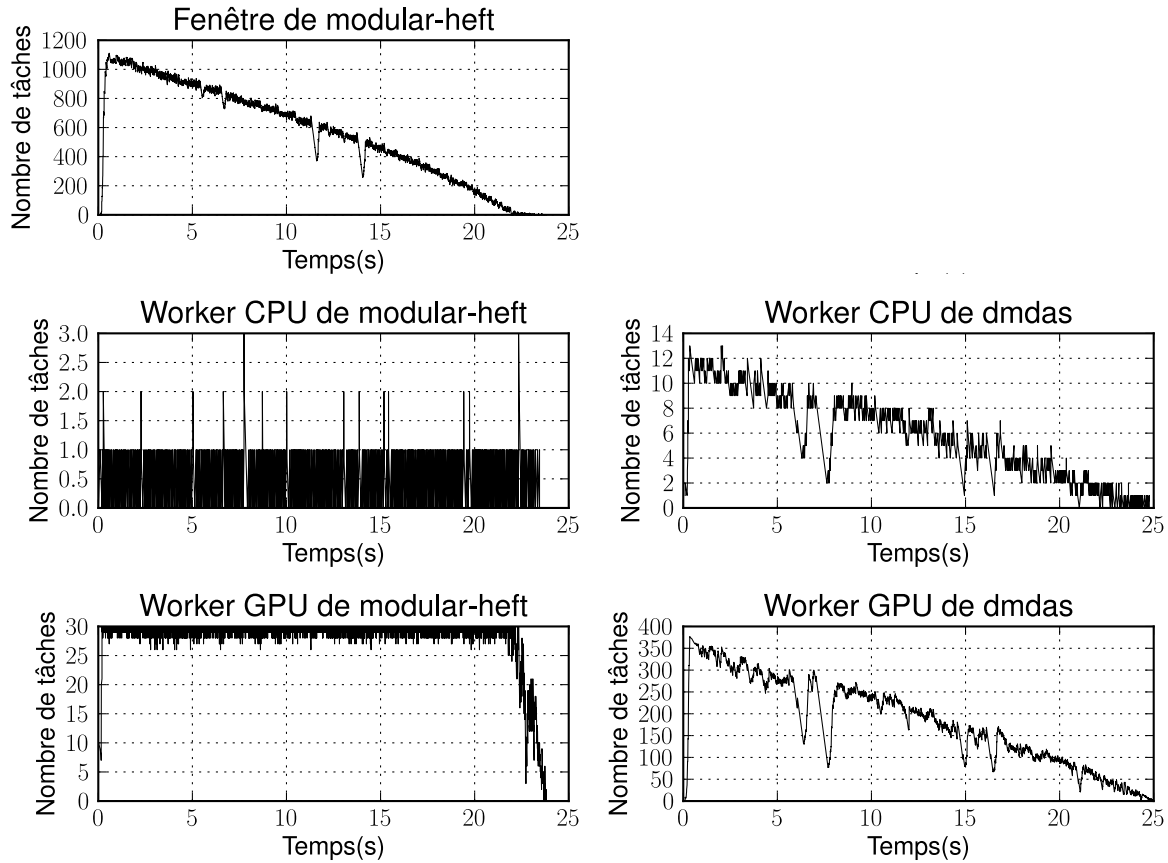 Fenêtre de modular-heft
Nombre de tâches
1200
1000
800
600
400
200
0
0 5 10 15 20 25
Temps(s)
Worker CPU de modular-heft
Nombre de tâches
3.0
2.5
2.0
1.5
1.0
0.5
0.0
0 5 10 15 20 25
Temps(s)
Worker CPU de dmdas
Nombre de tâches
14
12
10
8
6
4
2
0
0 5 10 15 20 25
Temps(s)
Worker GPU de modular-heft
Nombre de tâches
30
25
20
15
10
5
0
0 5 10 15 20 25
Temps(s)
Worker GPU de dmdas
Nombre de tâches
400
350
300
250
200
150
100
50
0
0 5 10 15 20 25
Temps(s)